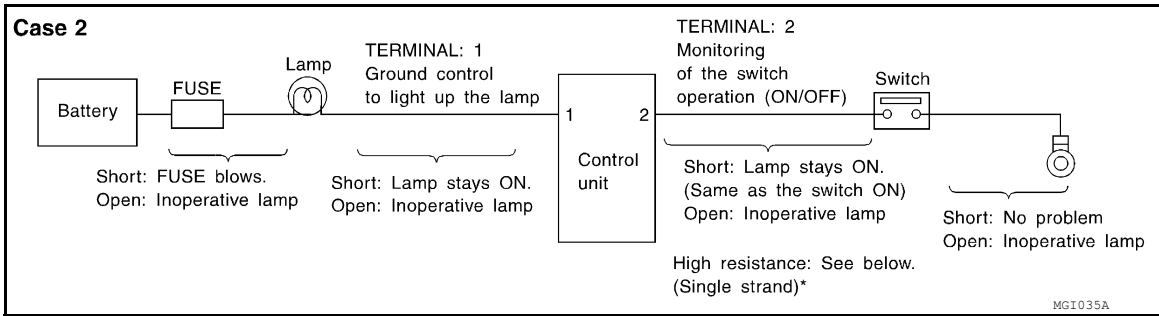 Case 2
Battery
FUSE
Lamp
TERMINAL: 1
Ground control
to light up the lamp
1
2
Control
unit
TERMINAL: 2
Monitoring
of the switch
operation (ON/OFF)
Switch
Short: FUSE blows.
Open: Inoperative lamp
Short: Lamp stays ON.
Open: Inoperative lamp
Short: Lamp stays ON.
(Same as the switch ON)
Open: Inoperative lamp
High resistance: See below.
(Single strand)*
Short: No problem
Open: Inoperative lamp
MGI035A